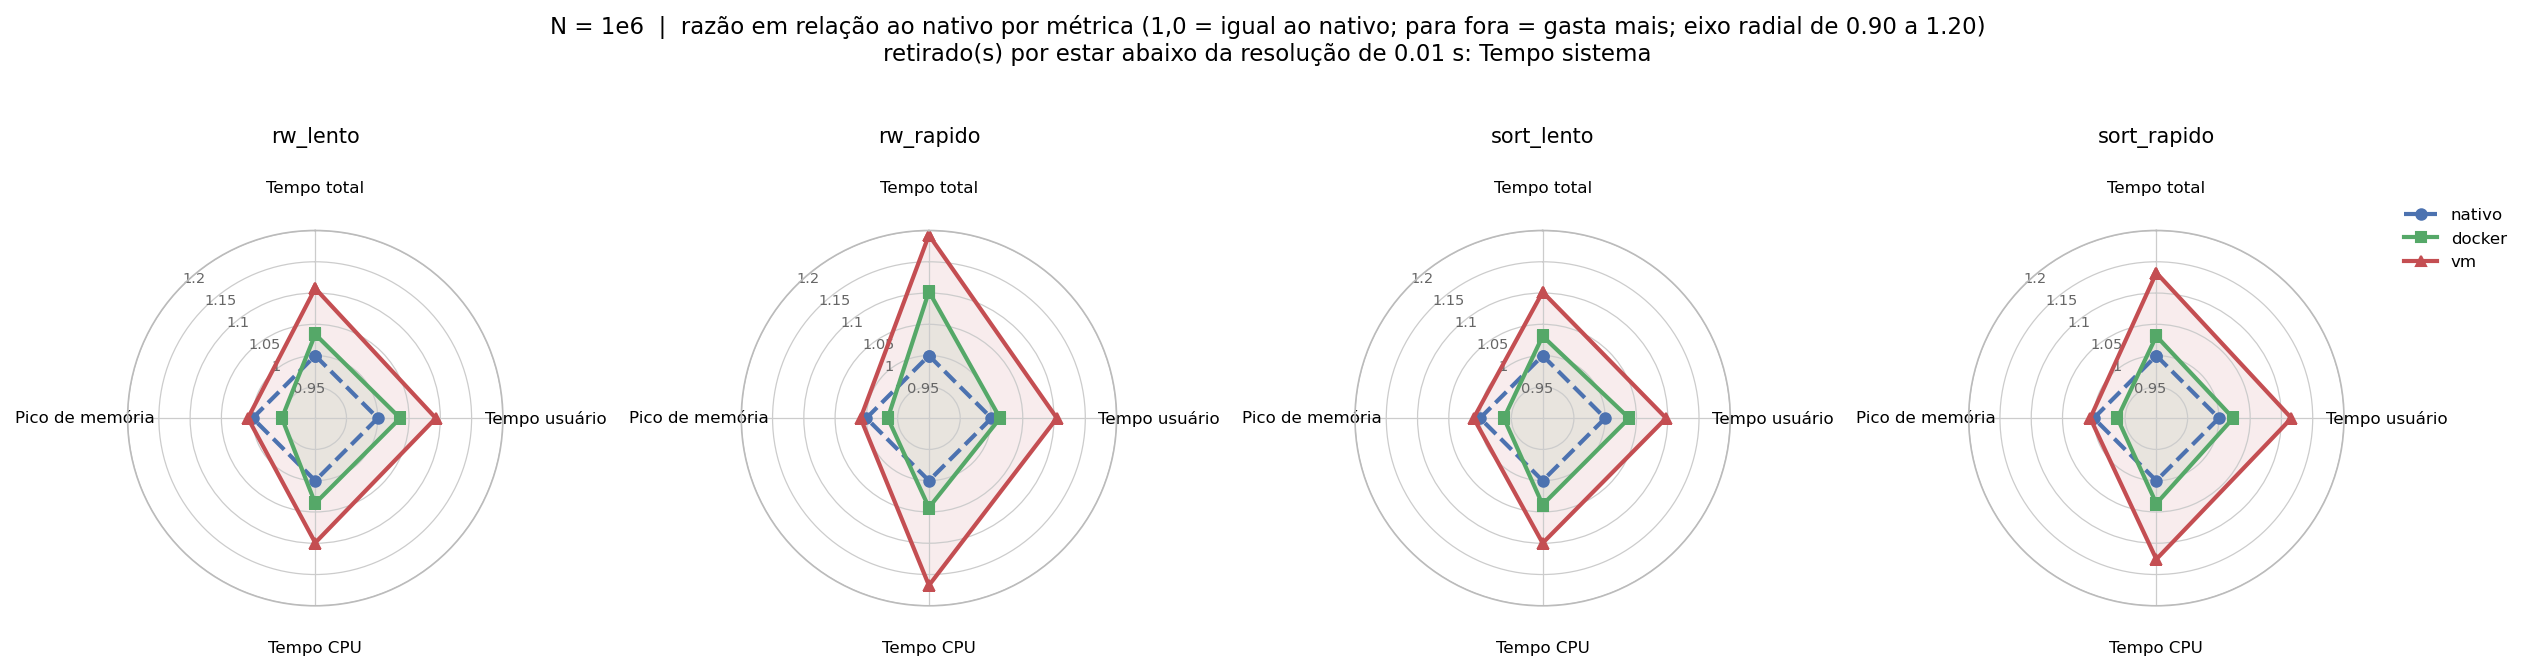 N = 1e6  |  razão em relação ao nativo por métrica (1,0 = igual ao nativo; para fora = gasta mais; eixo radial de 0.90 a 1.20)
retirado(s) por estar abaixo da resolução de 0.01 s: Tempo sistema
rw_lento
Tempo total
1.2
1.15
1.1
1.05
1
0.95
Pico de memória
Tempo usuário
Tempo CPU
rw_rapido
Tempo total
1.2
1.15
1.1
1.05
1
0.95
Pico de memória
Tempo usuário
Tempo CPU
sort_lento
Tempo total
1.2
1.15
1.1
1.05
1
0.95
Pico de memória
Tempo usuário
Tempo CPU
sort_rapido
Tempo total
1.2
1.15
1.1
1.05
1
0.95
Pico de memória
Tempo usuário
Tempo CPU
nativo
docker
vm